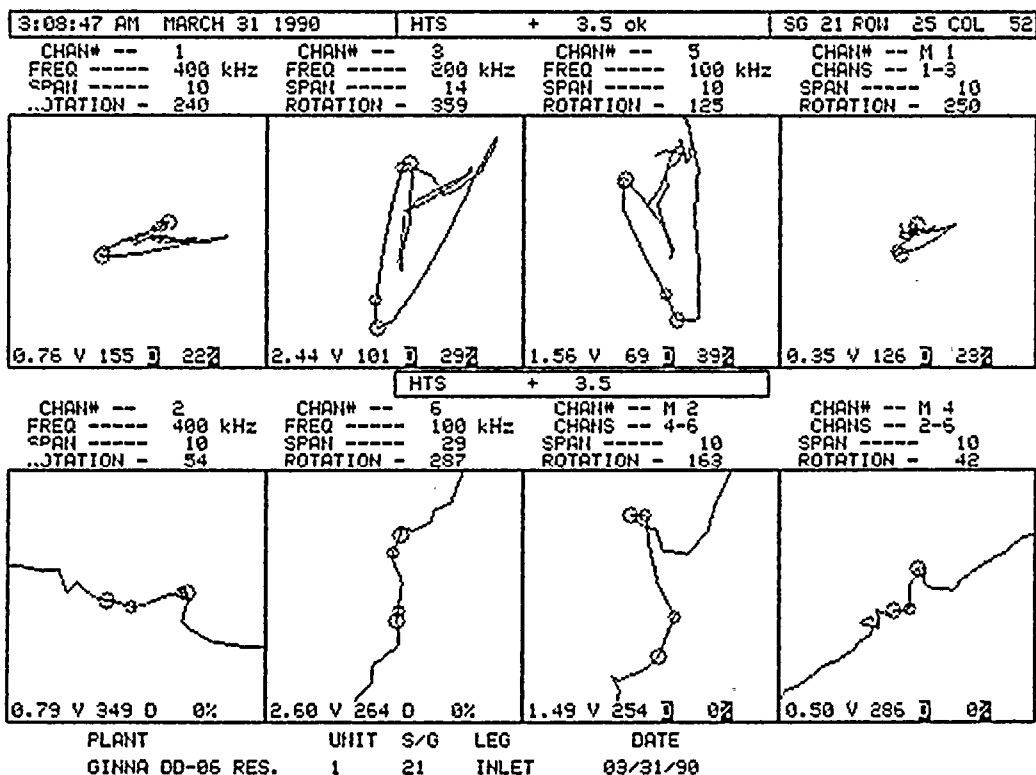 3:08:47 AM MARCH 31 1990 HTS + 3.5 ok SG 21 ROW 25 COL 52
CHAN# -- 1 CHAN# -- 3 CHAN# -- 5 CHAN# -- M 1
FREQ ----- 400 kHz FREQ ----- 200 kHz FREQ ----- 100 kHz CHANS -- 1-3
SPAN ----- 10 SPAN ----- 14 SPAN ----- 10 SPAN ----- 10
..OTATION - 240 ROTATION - 359 ROTATION - 125 ROTATION - 250
0.76 V 155 D 22% 2.44 V 101 D 29% 1.56 V 69 D 39% 0.35 V 126 D 23%
HTS + 3.5
CHAN# -- 2 CHAN# -- 6 CHAN# -- M 2 CHAN# -- M 4
FREQ ----- 400 kHz FREQ ----- 100 kHz CHANS -- 4-6 CHANS -- 2-6
SPAN ----- 10 SPAN ----- 29 SPAN ----- 10 SPAN ----- 10
..OTATION - 54 ROTATION - 287 ROTATION - 163 ROTATION - 42
0.79 V 349 D 0% 2.60 V 264 D 0% 1.49 V 254 D 0% 0.50 V 286 D 0%
PLANT UNIT S/G LEG DATE
GINNA OD-06 RES. 1 21 INLET 03/31/90